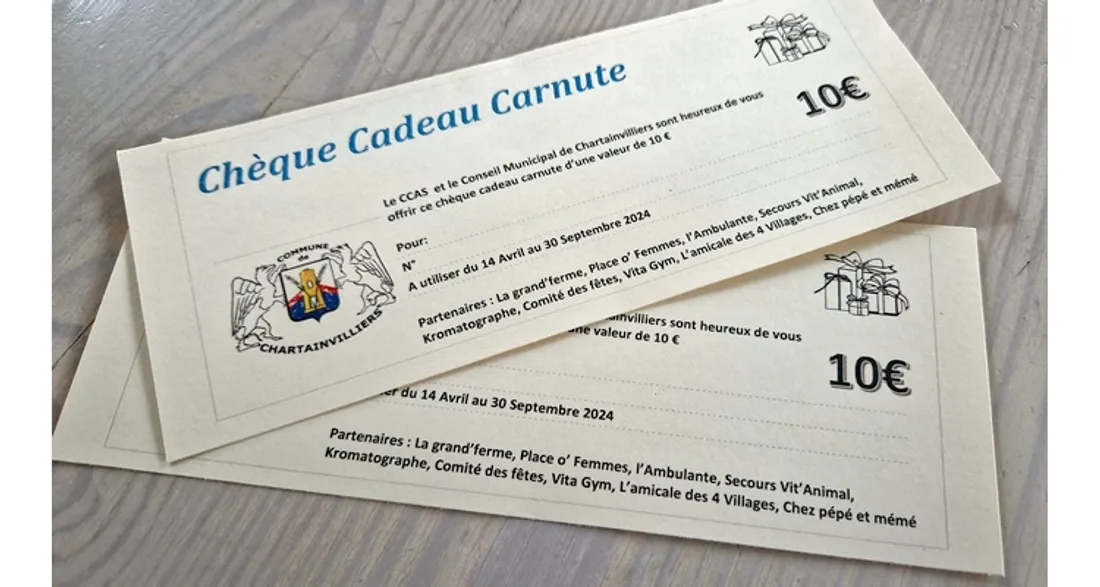 Chèque Cadeau Carnute
10€
Le CCAS et le Conseil Municipal de Chartainvilliers sont heureux de vous
offrir ce chèque cadeau carnute d'une valeur de 10 €
Pour:
N°
A utiliser du 14 Avril au 30 Septembre 2024
Partenaires : La grand'ferme, Place o' Femmes, l'Ambulante, Secours Vit'Animal,
Kromatographe, Comité des fêtes, Vita Gym, L'amicale des 4 Villages, Chez pépé et mémé
COMMUNE
de
CHARTAINVILLIERS
sont heureux de vous
valeur de 10 €
10€
du 14 Avril au 30 Septembre 2024
Partenaires : La grand'ferme, Place o' Femmes, l'Ambulante, Secours Vit'Animal,
Kromatographe, Comité des fêtes, Vita Gym, L'amicale des 4 Villages, Chez pépé et mémé